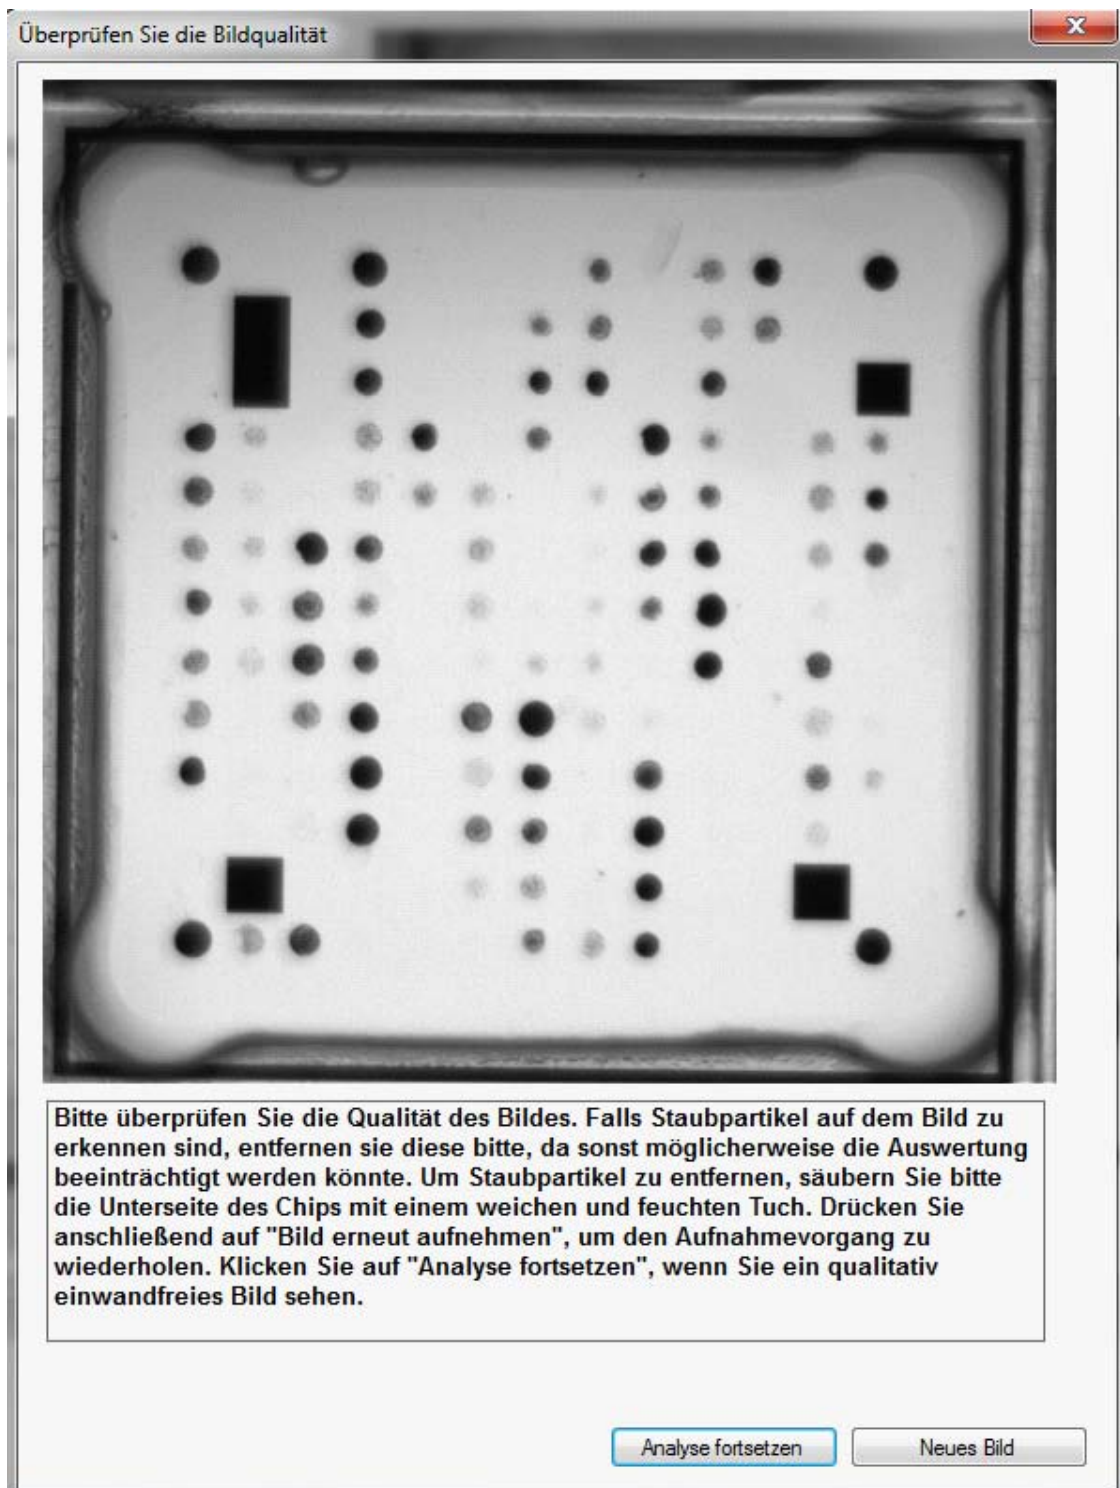 Überprüfen Sie die Bildqualität
Bitte überprüfen Sie die Qualität des Bildes. Falls Staubpartikel auf dem Bild zu
erkennen sind, entfernen sie diese bitte, da sonst möglicherweise die Auswertung
beeinträchtigt werden könnte. Um Staubpartikel zu entfernen, säubern Sie bitte
die Unterseite des Chips mit einem weichen und feuchten Tuch. Drücken Sie
anschließend auf "Bild erneut aufnehmen", um den Aufnahmevorgang zu
wiederholen. Klicken Sie auf "Analyse fortsetzen", wenn Sie ein qualitativ
einwandfreies Bild sehen.
Analyse fortsetzen
Neues Bild